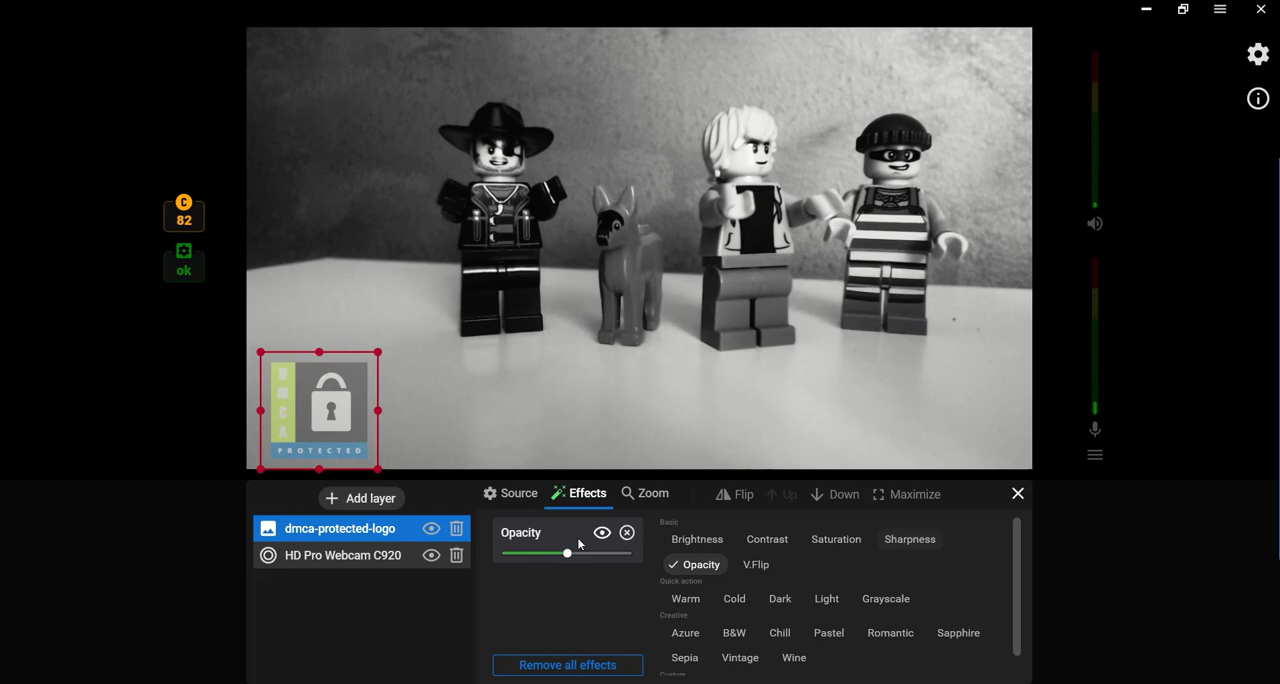 C
82
ok
D
M
C
A
PROTECTED
+ Add layer
Source Effects Zoom Flip Up Down Maximize
dmca-protected-logo
HD Pro Webcam C920
Opacity
Remove all effects
Basic
Brightness Contrast Saturation Sharpness
Opacity V.Flip
Quick action
Warm Cold Dark Light Grayscale
Creative
Azure B&W Chill Pastel Romantic Sapphire
Sepia Vintage Wine
Custom